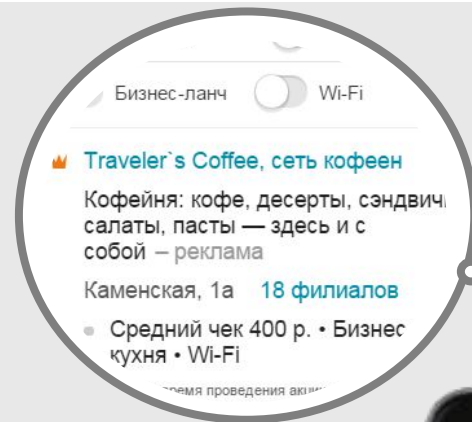 Бизнес-ланч Wi-Fi
Traveler`s Coffee, сеть кофеен
Кофейня: кофе, десерты, сэндвич
салаты, пасты — здесь и с
собой – реклама
Каменская, 1а 18 филиалов
Средний чек 400 р. • Бизнес
кухня • Wi-Fi
время проведения акции